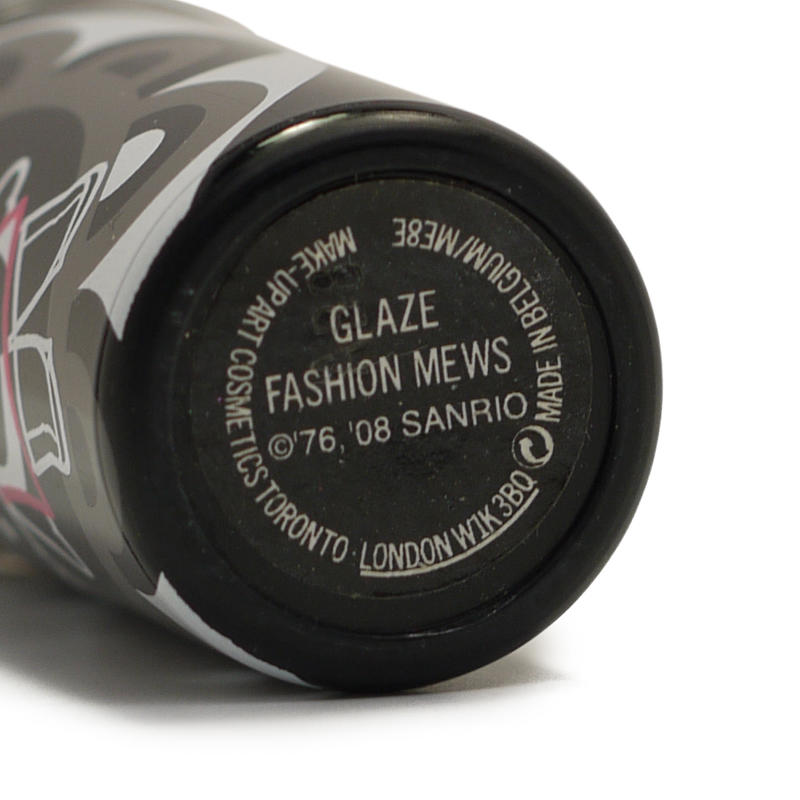 GLAZE
FASHION MEWS
©'76, '08 SANRIO
MAKE-UP ART COSMETICS TORONTO · LONDON W1K 3BQ
MADE IN BELGIUM/ME8E